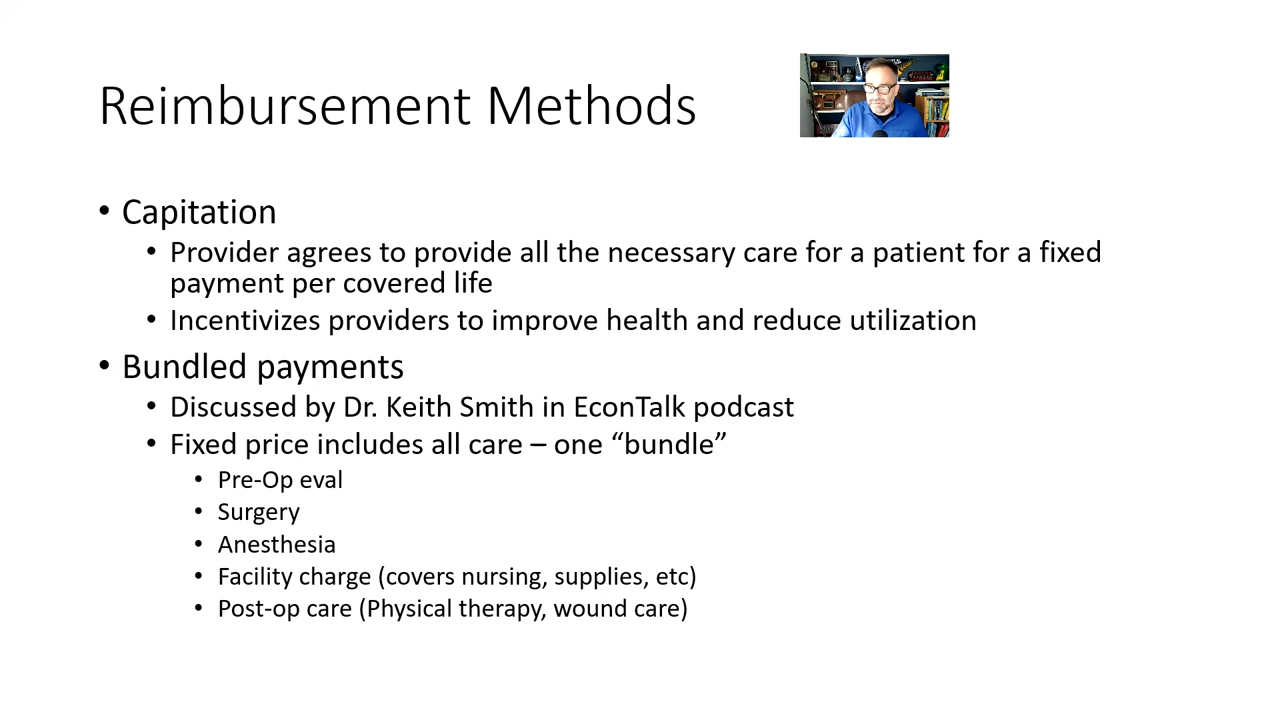 Reimbursement Methods
• Capitation
• Provider agrees to provide all the necessary care for a patient for a fixed
payment per covered life
• Incentivizes providers to improve health and reduce utilization
• Bundled payments
• Discussed by Dr. Keith Smith in EconTalk podcast
• Fixed price includes all care – one “bundle”
• Pre-Op eval
• Surgery
• Anesthesia
• Facility charge (covers nursing, supplies, etc)
• Post-op care (Physical therapy, wound care)